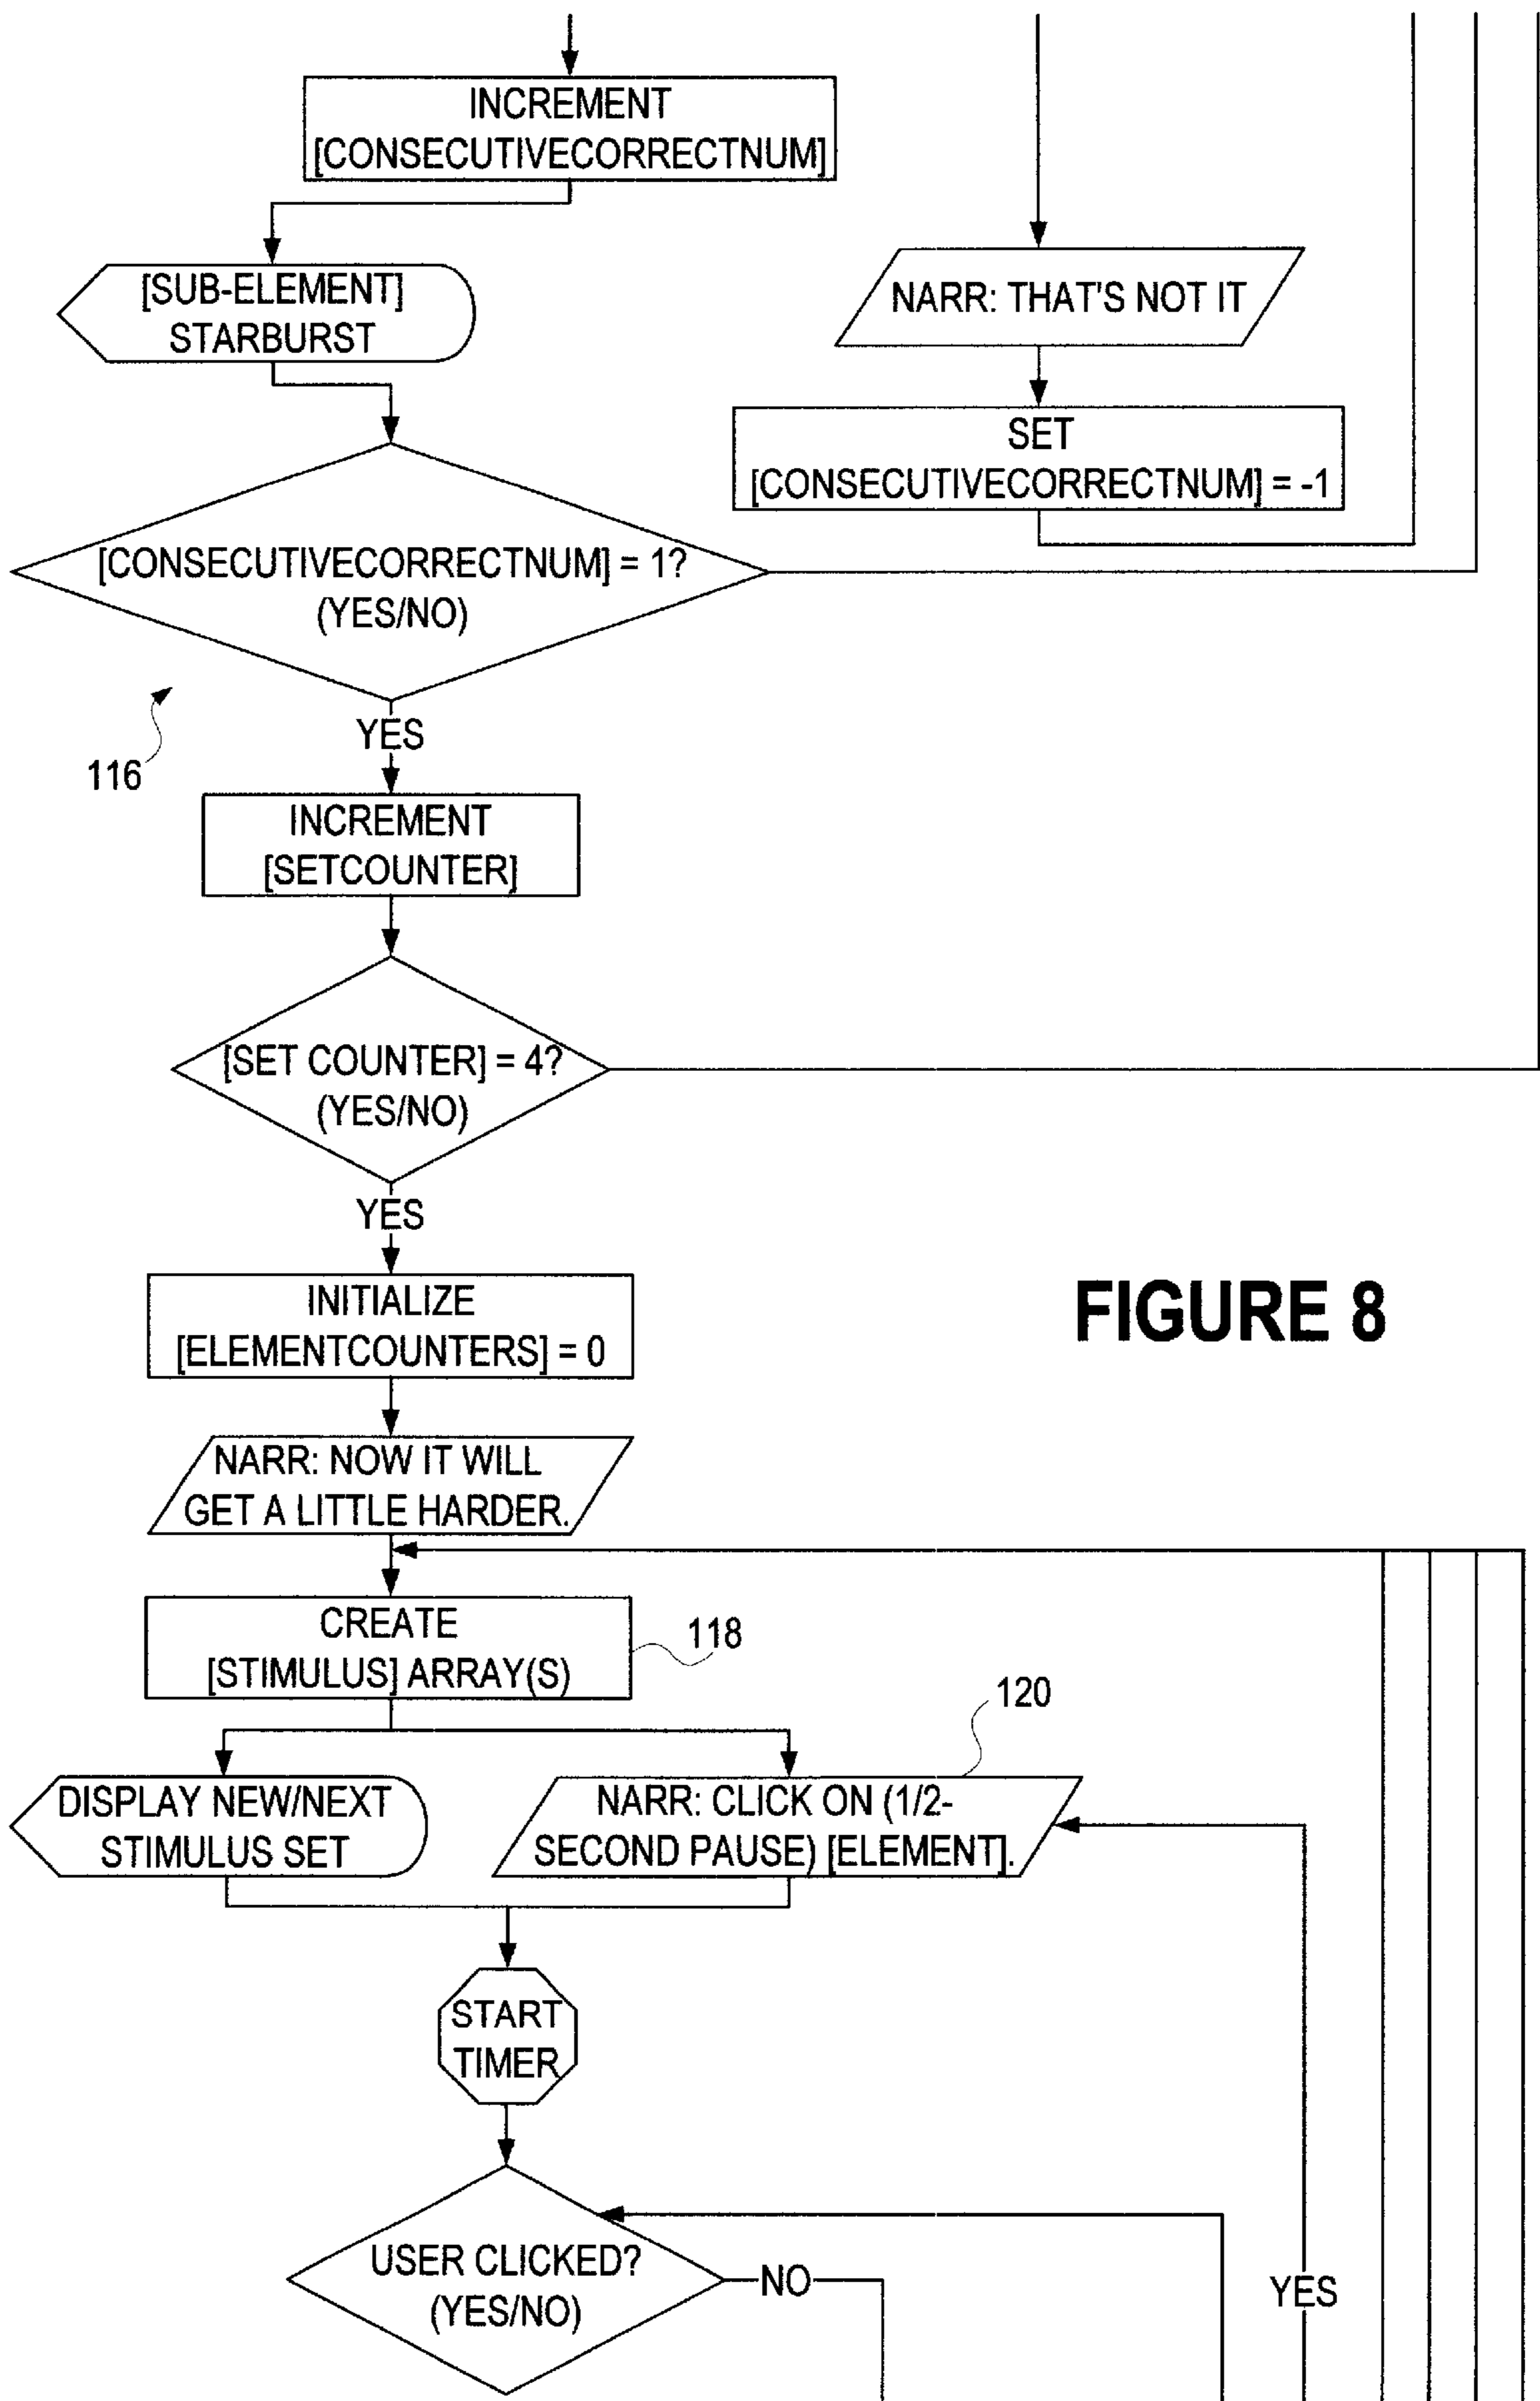 INCREMENT
[CONSECUTIVECORRECTNUM]
[SUB-ELEMENT]
STARBURST
NARR: THAT'S NOT IT
SET
[CONSECUTIVECORRECTNUM] = -1
[CONSECUTIVECORRECTNUM] = 1?
(YES/NO)
116
YES
INCREMENT
[SETCOUNTER]
[SET COUNTER] = 4?
(YES/NO)
YES
INITIALIZE
[ELEMENTCOUNTERS] = 0
FIGURE 8
NARR: NOW IT WILL
GET A LITTLE HARDER.
CREATE
[STIMULUS] ARRAY(S)
118
120
DISPLAY NEW/NEXT
STIMULUS SET
NARR: CLICK ON (1/2-
SECOND PAUSE) [ELEMENT].
START
TIMER
USER CLICKED?
(YES/NO)
NO
YES